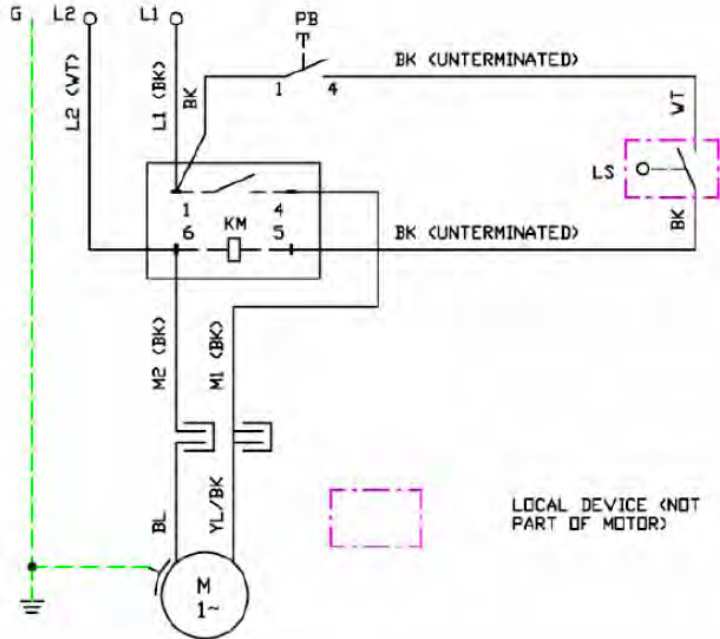 G
L2
L1
PB
L2 (WT)
L1 (BK)
BK
1
4
BK (UNTERMINATED)
WT
LS
1
4
6
KM
5
BK (UNTERMINATED)
BK
M2 (BK)
M1 (BK)
BL
YL/BK
LOCAL DEVICE (NOT
PART OF MOTOR)
M
1~